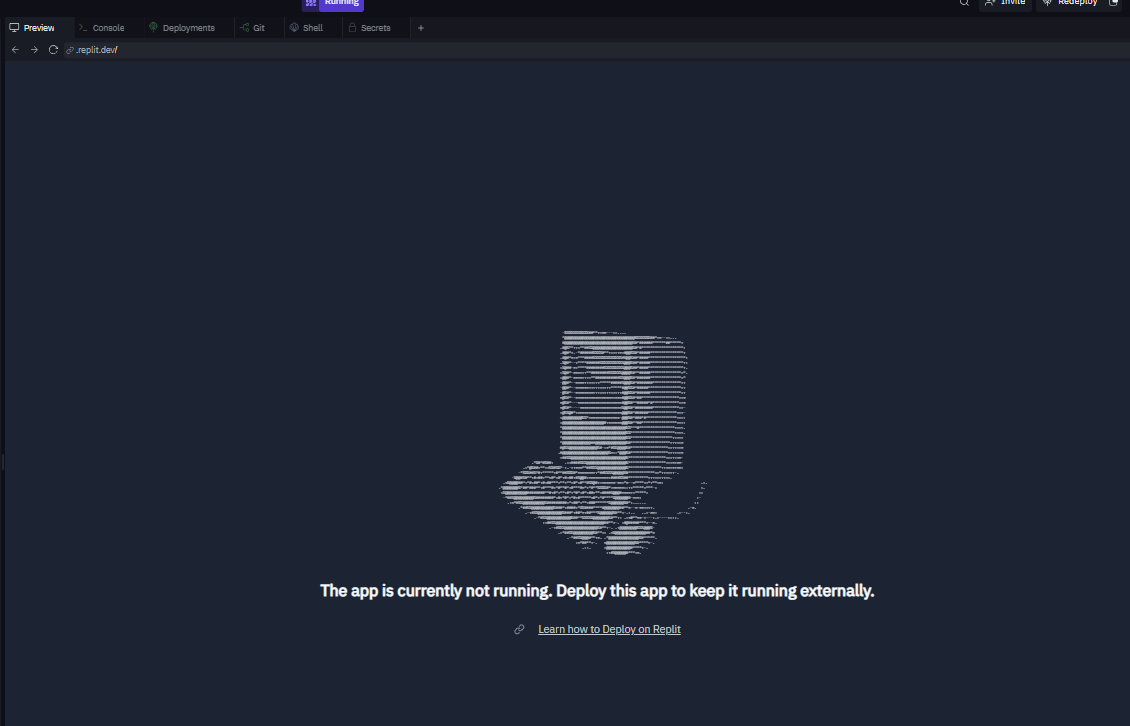 Running
Invite
Redeploy
Preview
Console
Deployments
Git
Shell
Secrets
.replit.dev/
The app is currently not running. Deploy this app to keep it running externally.
Learn how to Deploy on Replit